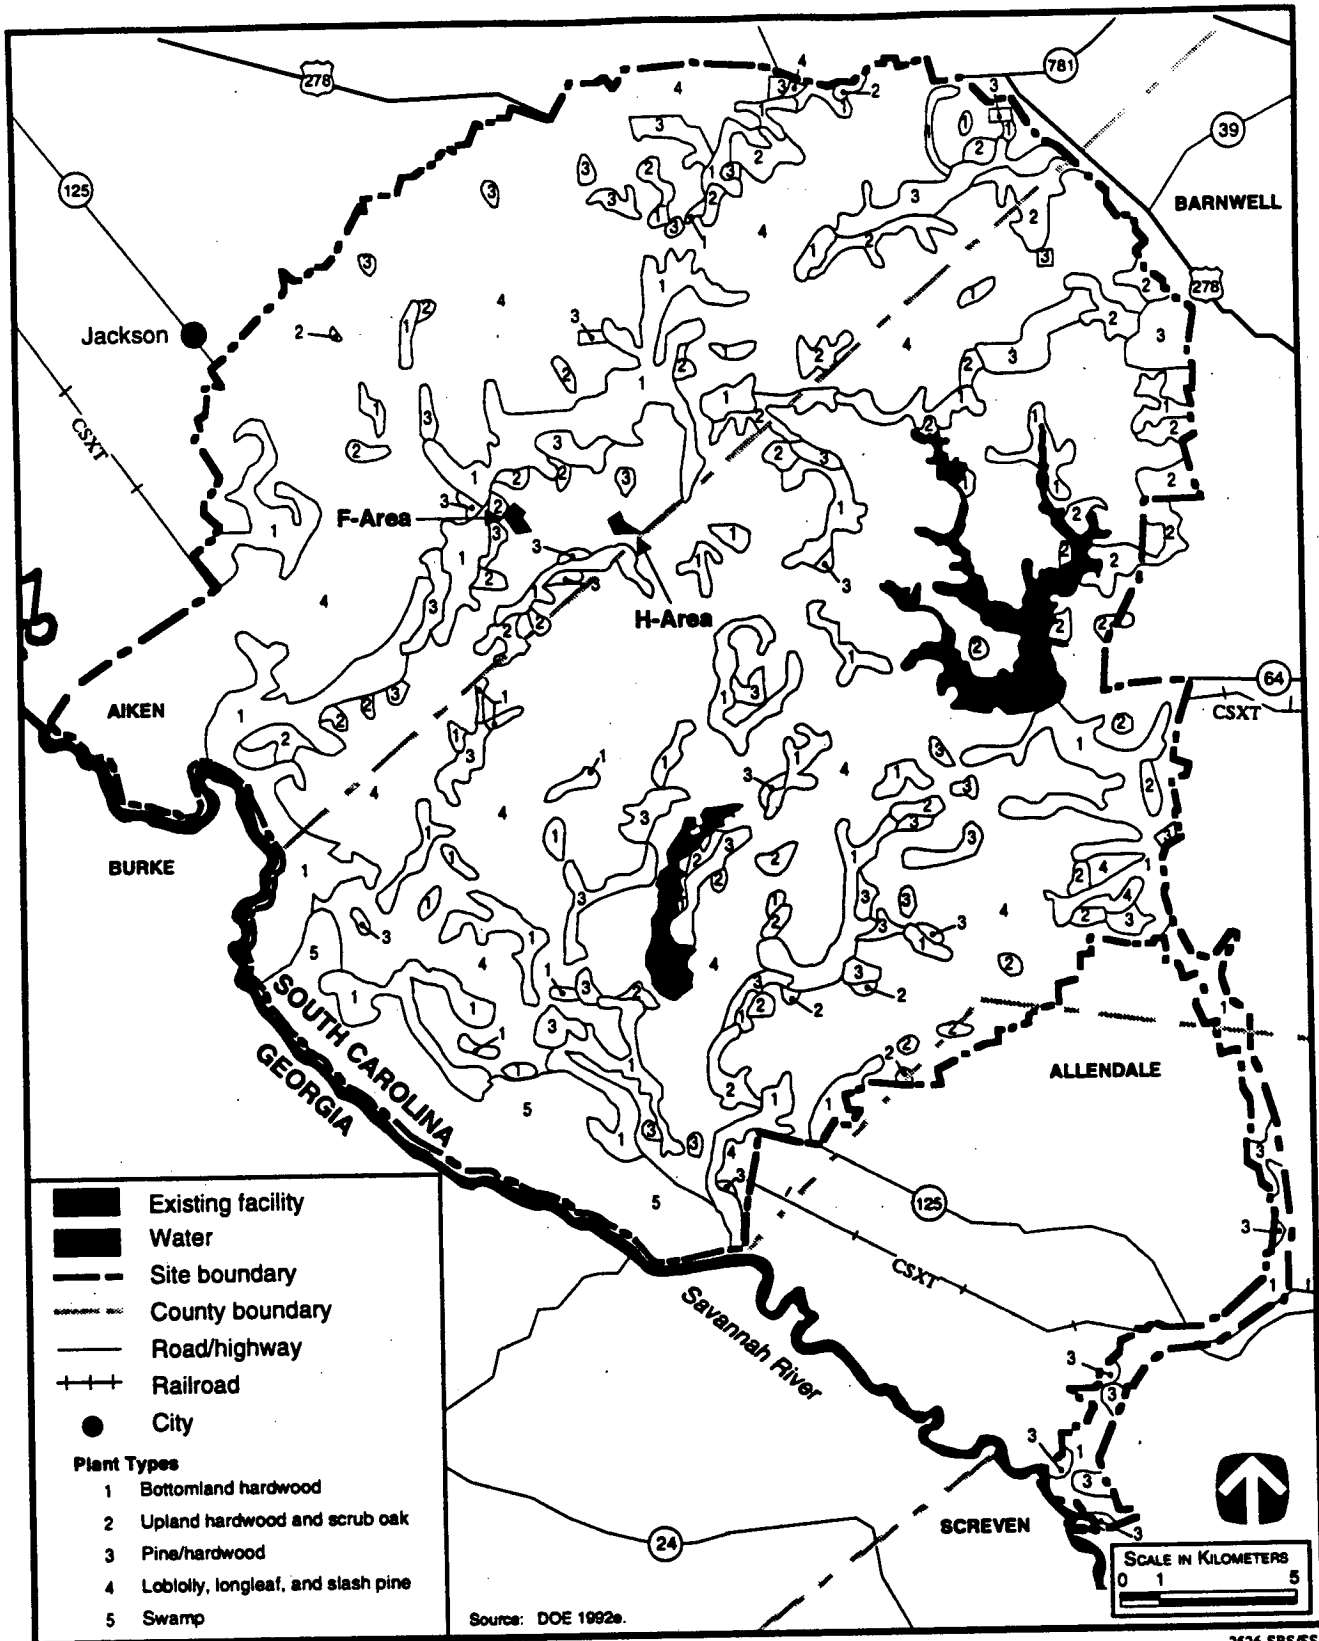 278
781
39
125
BARNWELL
278
Jackson
CSXT
F-Area
H-Area
64
CSXT
AIKEN
BURKE
SOUTH CAROLINA
GEORGIA
ALLENDALE
125
CSXT
Savannah River
24
SCREVEN
Existing facility
Water
Site boundary
County boundary
Road/highway
Railroad
City
Plant Types
1 Bottomland hardwood
2 Upland hardwood and scrub oak
3 Pine/hardwood
4 Loblolly, longleaf, and slash pine
5 Swamp
Source: DOE 1992e.
SCALE IN KILOMETERS
0 1 5